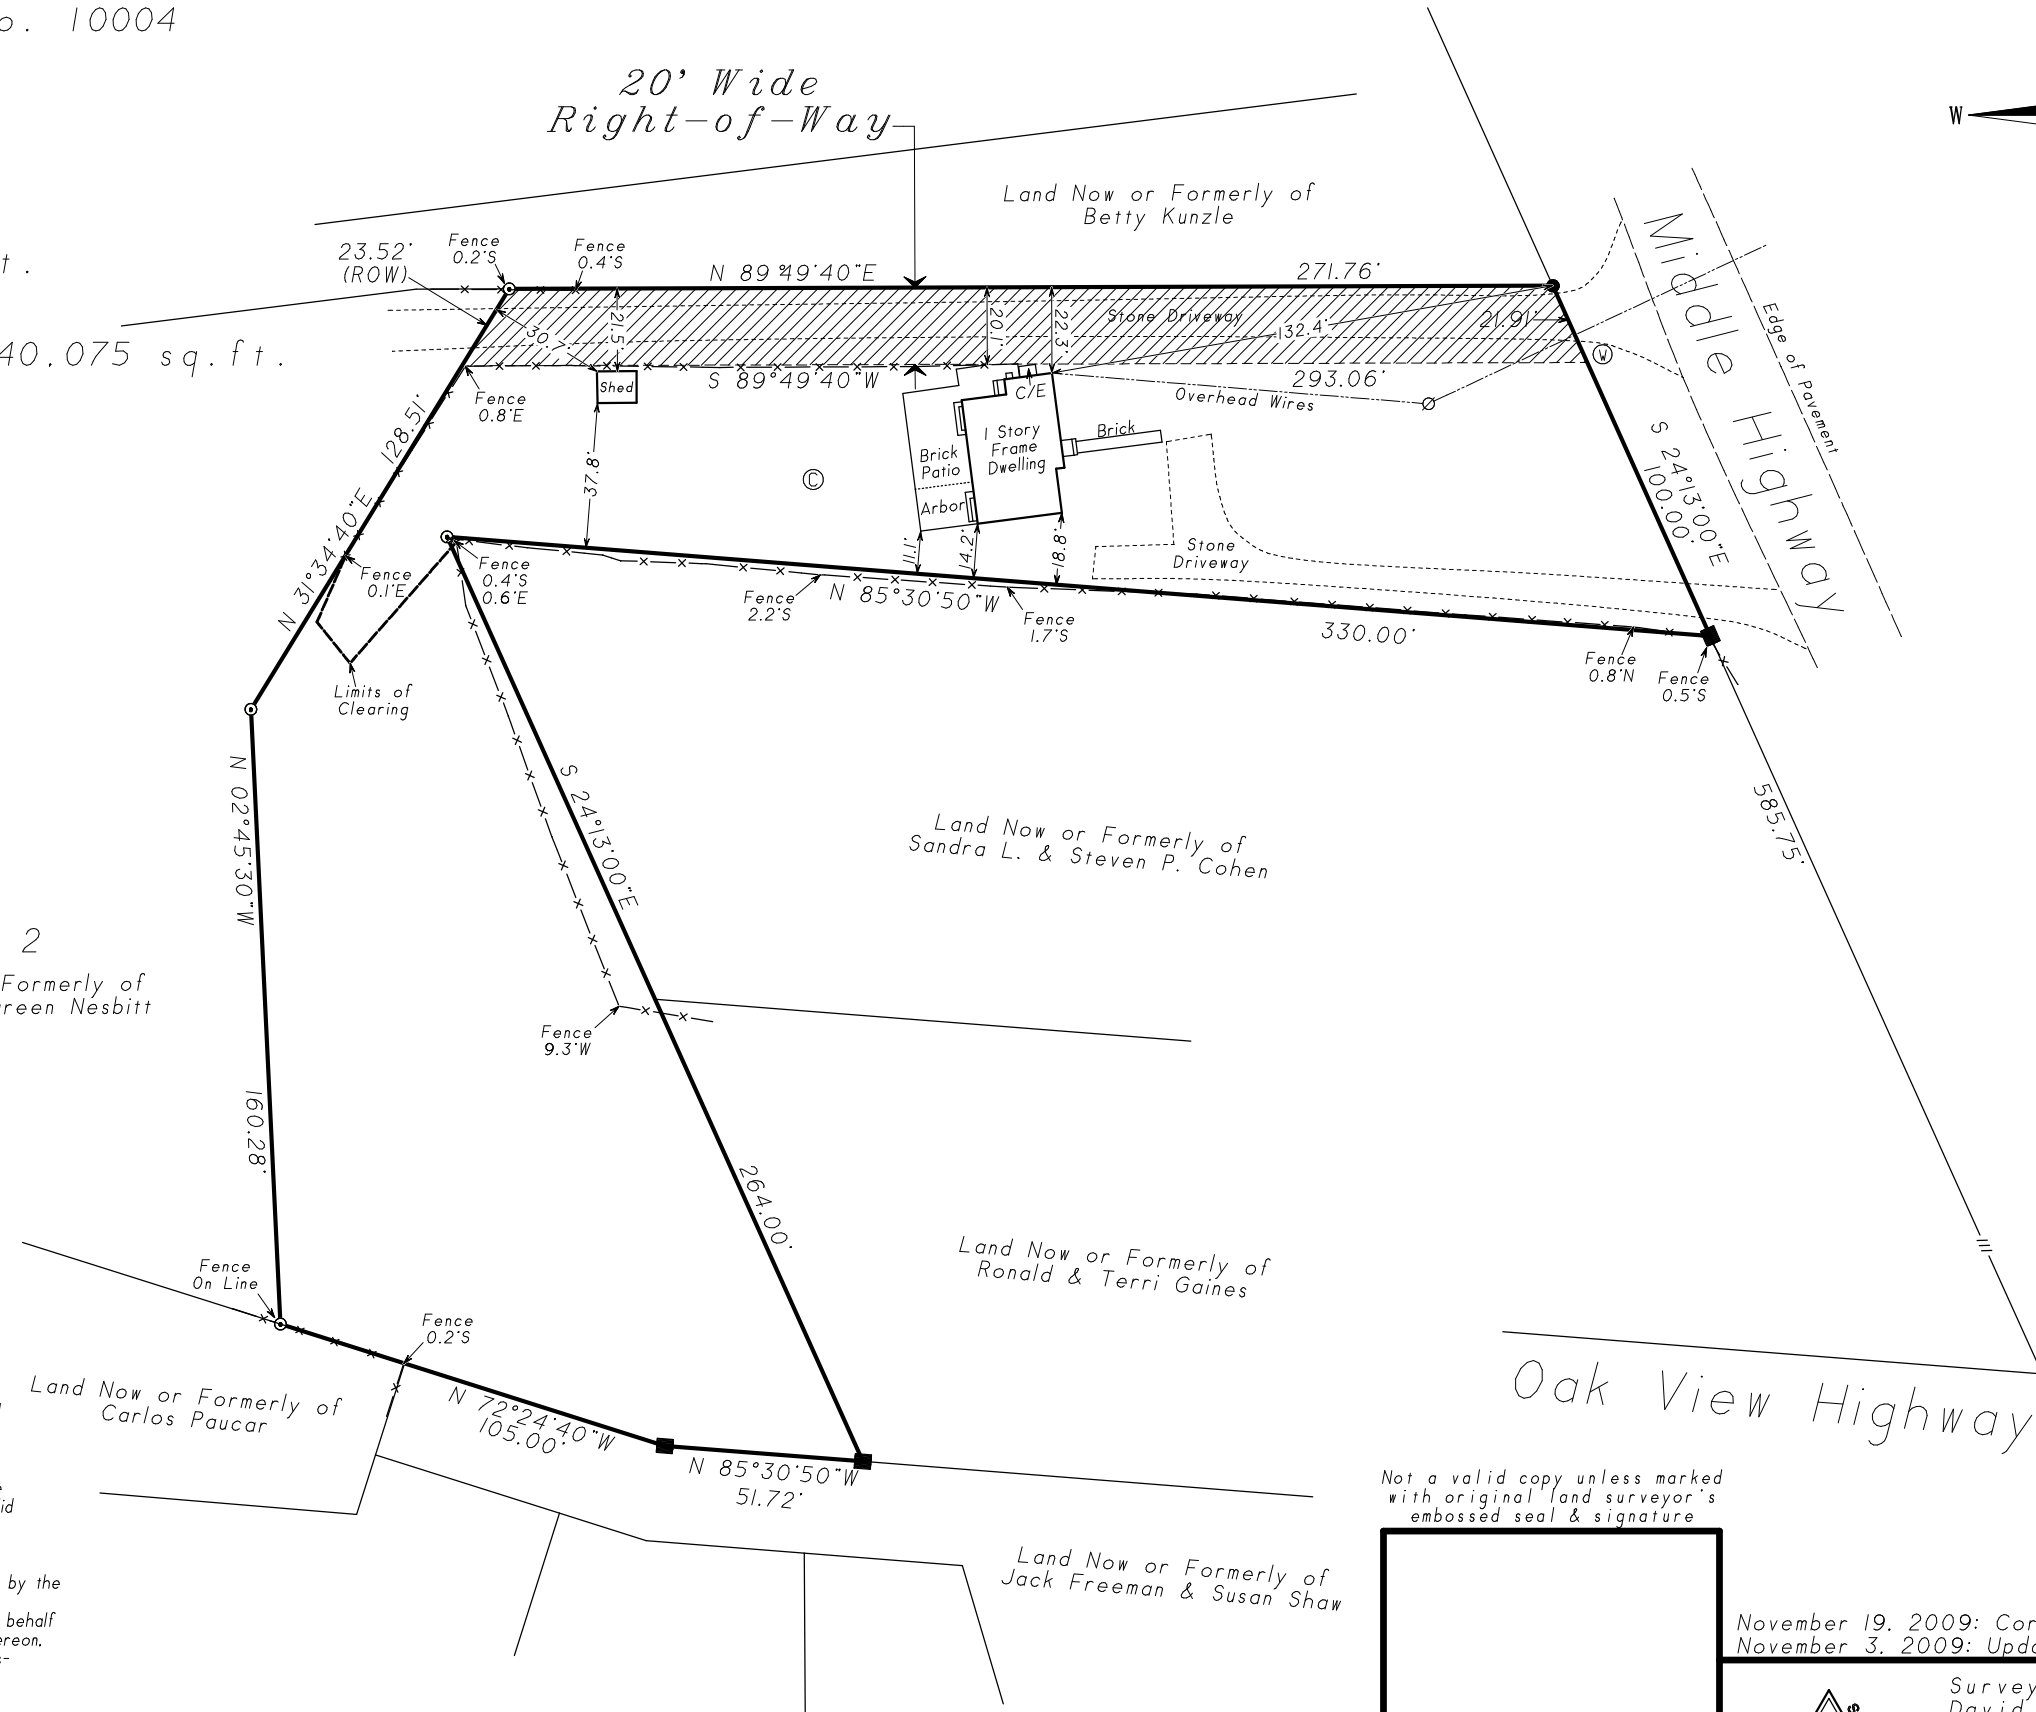 10004
20' Wide
Right-of-Way
W
Land Now or Formerly of
Betty Kunzle
23.52'
(ROW)
Fence
0.2'S
Fence
0.4'S
N 89°49'40"E
271.76'
Middle Highway
Edge of Pavement
40,075 sq.ft.
30.
21.5'
20.1'
22.3'
Stone Driveway
132.4'
21.91'
W
S 89°49'40"W
293.06'
Shed
Fence
0.8'E
C/E
Overhead Wires
128.51'
N 31°34'40"E
37.8'
C
Brick
Patio
Arbor
1 Story
Frame
Dwelling
Brick
S 24°13'00"E
100.00'
11.1'
14.2'
18.8'
Stone
Driveway
Fence
0.1'E
Fence
0.4'S
0.6'E
Fence
2.2'S
N 85°30'50"W
Fence
1.7'S
330.00'
Fence
0.8'N
Fence
0.5'S
Limits of
Clearing
N 02°45'30"W
160.28'
S 24°13'00"E
264.00'
585.75'
Land Now or Formerly of
Sandra L. & Steven P. Cohen
2
Formerly of
Nesbitt
Fence
9.3'W
Land Now or Formerly of
Ronald & Terri Gaines
Fence
On Line
Fence
0.2'S
Land Now or Formerly of
Carlos Paucar
N 72°24'40"W
105.00'
N 85°30'50"W
51.72'
Oak View Highway
Not a valid copy unless marked
with original land surveyor's
embossed seal & signature
Land Now or Formerly of
Jack Freeman & Susan Shaw
by the
behalf
November 19, 2009:
November 3, 2009:
David